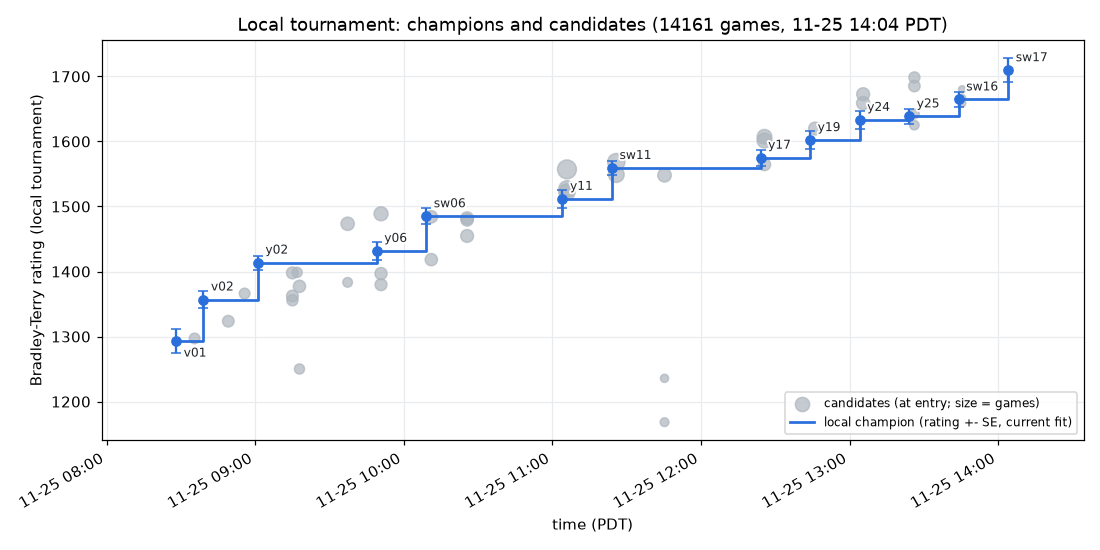 Local tournament: champions and candidates (14161 games, 11-25 14:04 PDT)
Bradley-Terry rating (local tournament)
1700
1600
1500
1400
1300
1200
v01
v02
y02
y06
sw06
y11
sw11
y17
y19
y24
y25
sw16
sw17
candidates (at entry; size = games)
local champion (rating +- SE, current fit)
11-25 08:00
11-25 09:00
11-25 10:00
11-25 11:00
11-25 12:00
11-25 13:00
11-25 14:00
time (PDT)